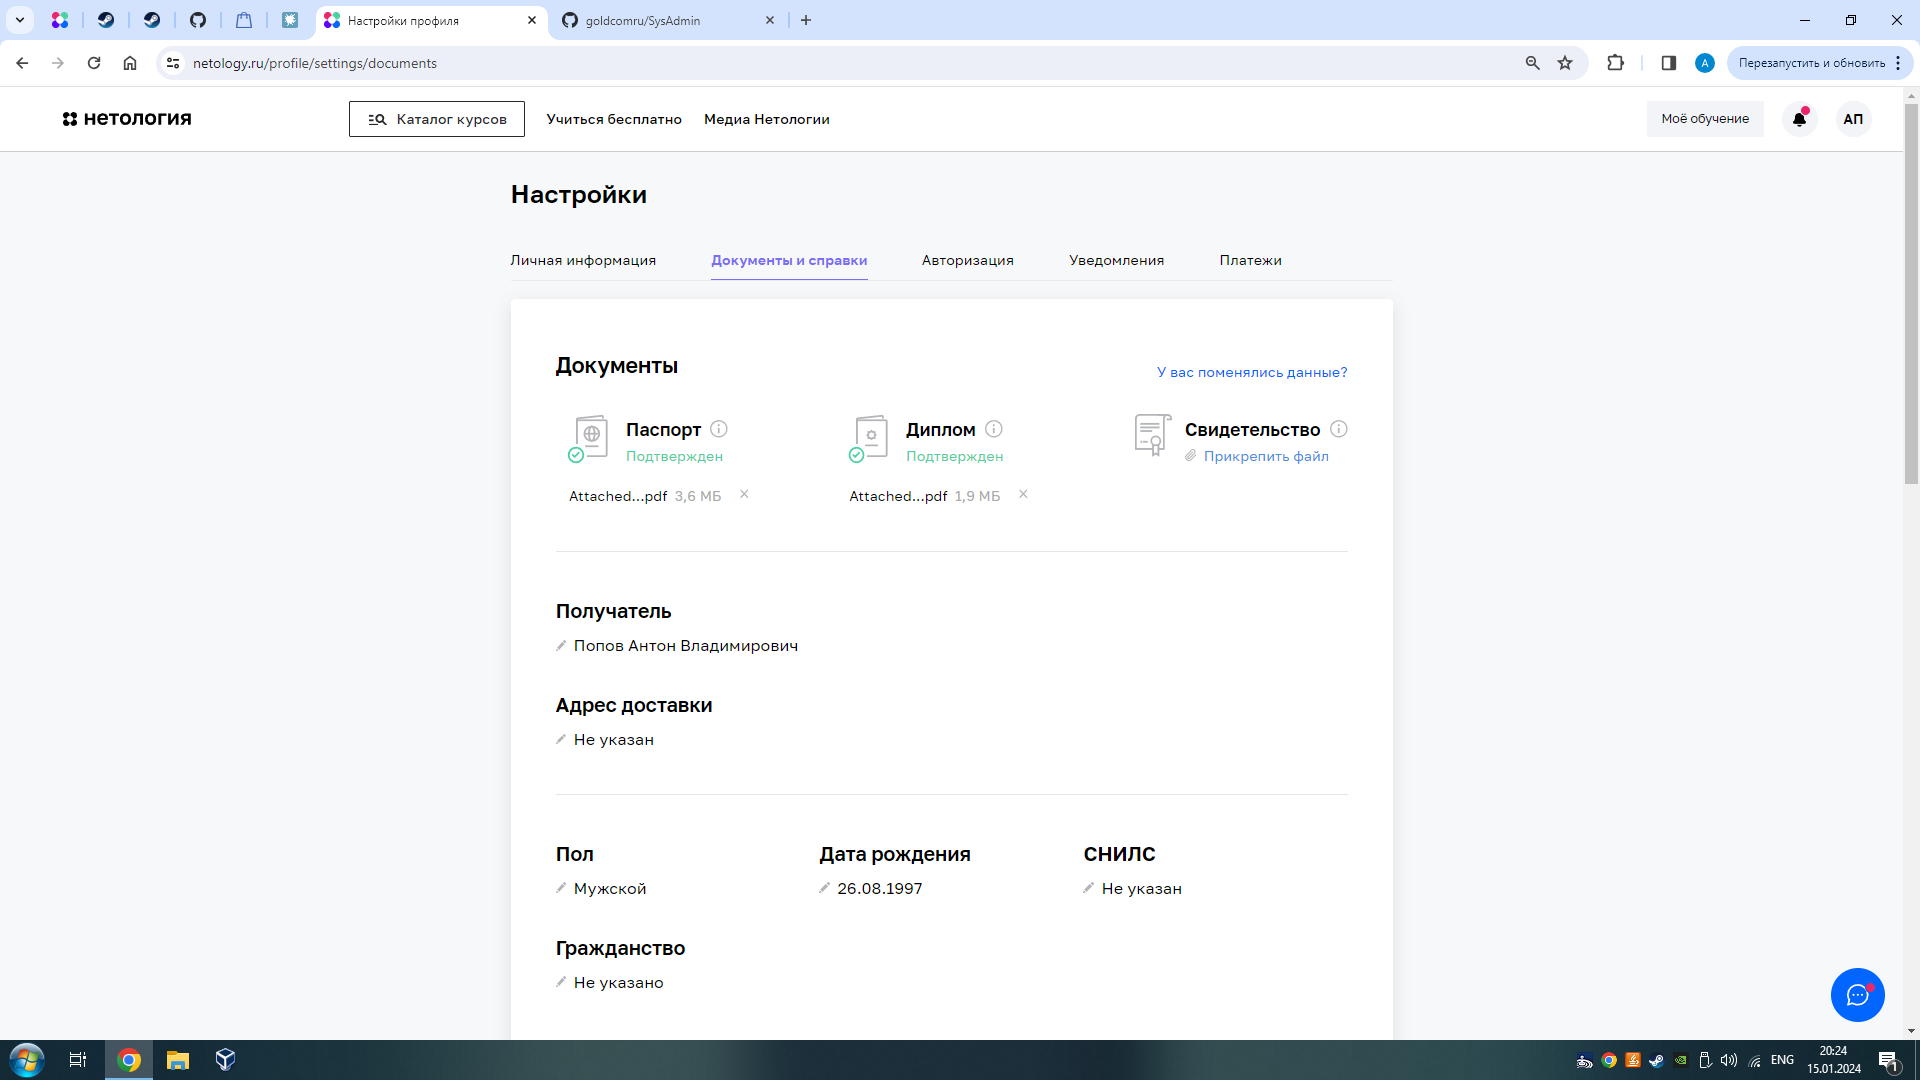 Настройки профиля
goldcomru/SysAdmin
netology.ru/profile/settings/documents
A
Перезапустить и обновить
нетология
Каталог курсов
Учиться бесплатно
Медиа Нетологии
Моё обучение
АП
Настройки
Личная информация
Документы и справки
Авторизация
Уведомления
Платежи
Документы
У вас поменялись данные?
Паспорт
Подтвержден
Attached...pdf 3,6 МБ
Диплом
Подтвержден
Attached...pdf 1,9 МБ
Свидетельство
Прикрепить файл
Получатель
Попов Антон Владимирович
Адрес доставки
Не указан
Пол
Мужской
Дата рождения
26.08.1997
СНИЛС
Не указан
Гражданство
Не указано
ENG
20:24
15.01.2024
1